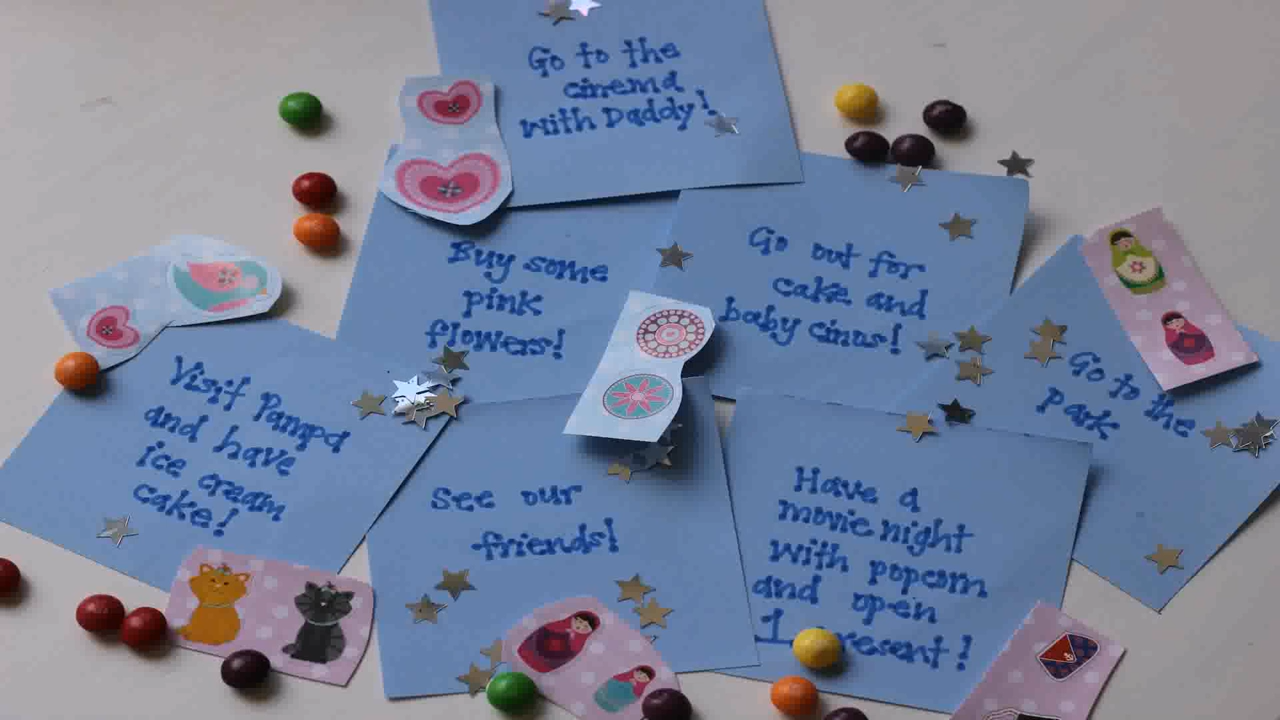 Go to the
cinema
with Daddy!
Buy some
pink
flowers!
Go out for
cake and
baby cinos!
Go to the
park
Visit Pampa
and have
ice cream
cake!
See our
friends!
Have a
movie night
with popcorn
and open
1 present!